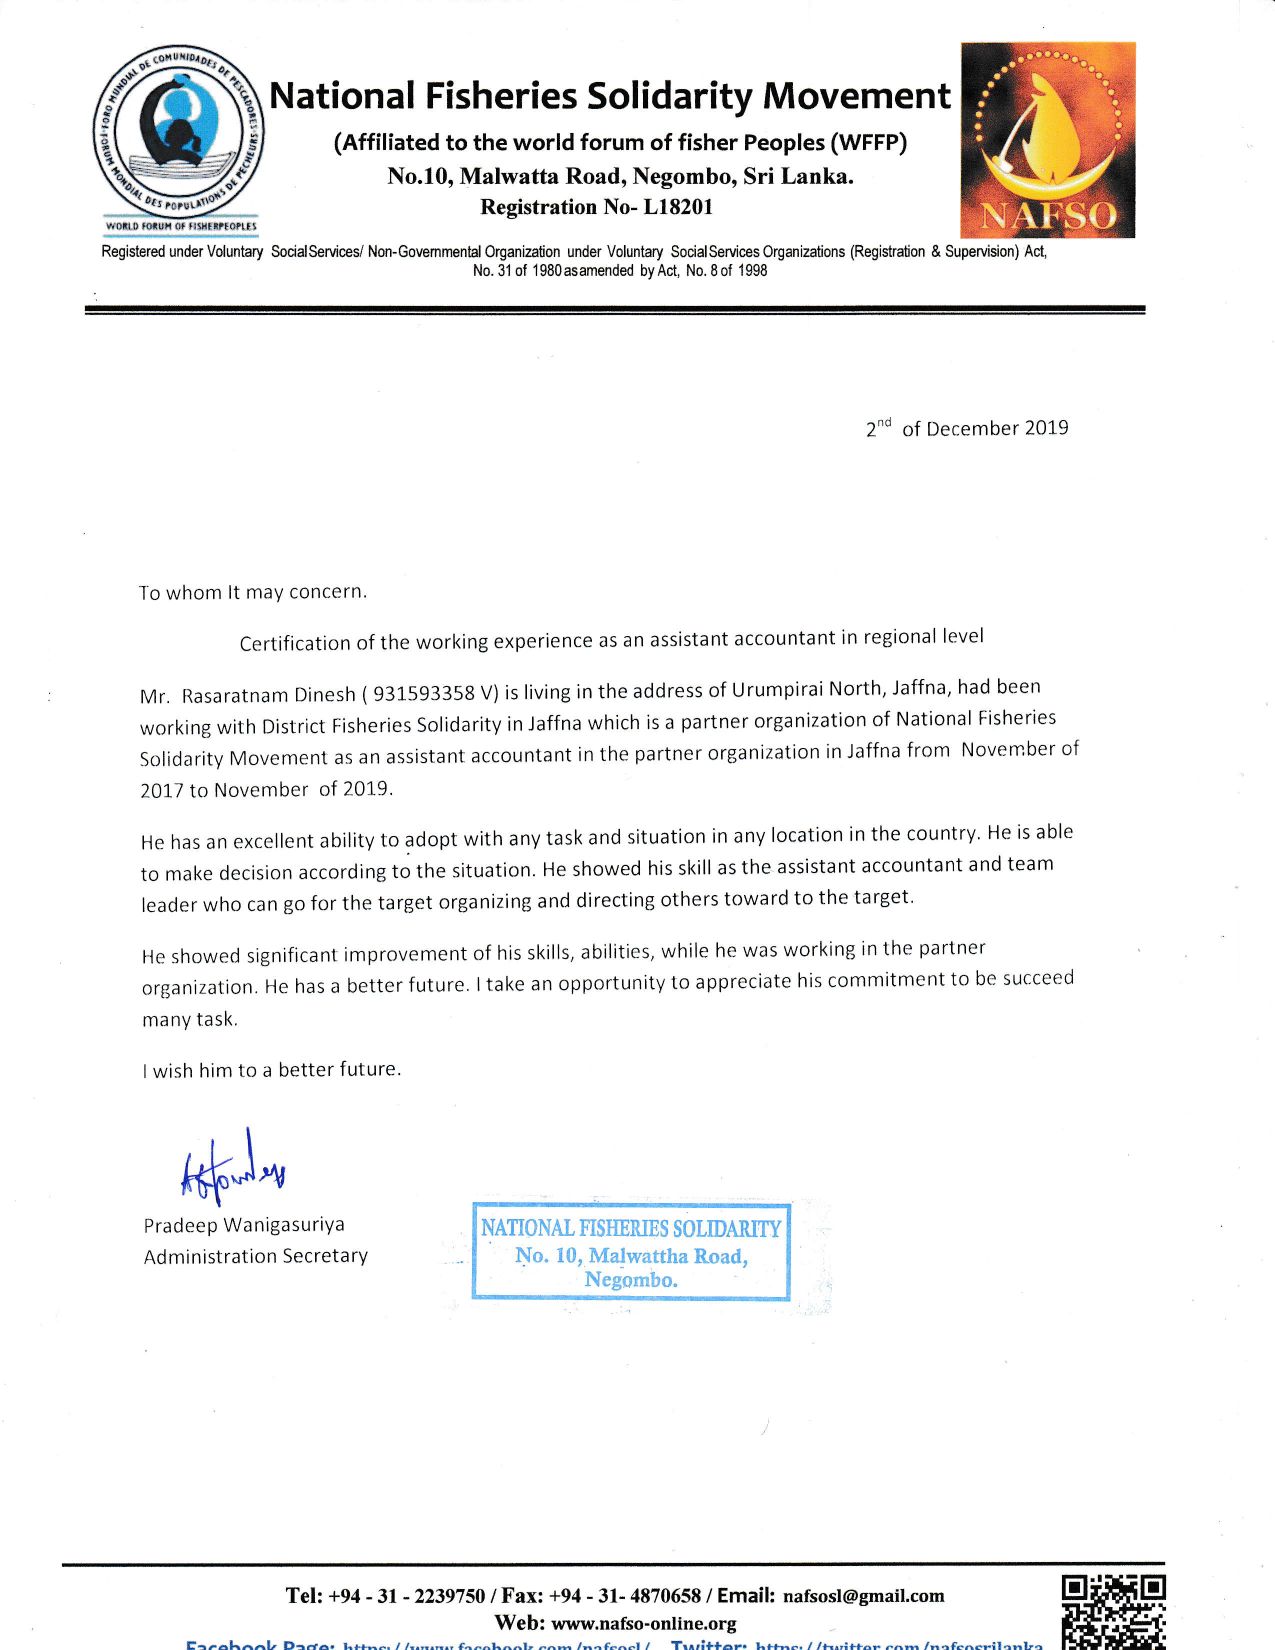 FORO MUNDIAL DE COMUNIDADES DE PESCADORES
FORUM MONDIAL DES POPULATIONS DE PECHEURS
WORLD FORUM OF FISHERPEOPLES
National Fisheries Solidarity Movement
(Affiliated to the world forum of fisher Peoples (WFFP)
No.10, Malwatta Road, Negombo, Sri Lanka.
Registration No- L18201
NAFSO
Registered under Voluntary SocialServices/ Non-Governmental Organization under Voluntary SocialServices Organizations (Registration & Supervision) Act,
No. 31 of 1980 as amended by Act, No. 8 of 1998
2nd of December 2019
To whom It may concern.
Certification of the working experience as an assistant accountant in regional level
Mr. Rasaratnam Dinesh ( 931593358 V) is living in the address of Urumpirai North, Jaffna, had been
working with District Fisheries Solidarity in Jaffna which is a partner organization of National Fisheries
Solidarity Movement as an assistant accountant in the partner organization in Jaffna from November of
2017 to November of 2019.
He has an excellent ability to adopt with any task and situation in any location in the country. He is able
to make decision according to the situation. He showed his skill as the assistant accountant and team
leader who can go for the target organizing and directing others toward to the target.
He showed significant improvement of his skills, abilities, while he was working in the partner
organization. He has a better future. I take an opportunity to appreciate his commitment to be succeed
many task.
I wish him to a better future.
Pradeep Wanigasuriya
Administration Secretary
NATIONAL FISHERIES SOLIDARITY
No. 10, Malwattha Road,
Negombo.
Tel: +94 - 31 - 2239750 / Fax: +94 - 31- 4870658 / Email: nafsosl@gmail.com
Web: www.nafso-online.org
Facebook Page: https://www.facebook.com/nafsosl/ Twitter: https://twitter.com/nafsosrilanka